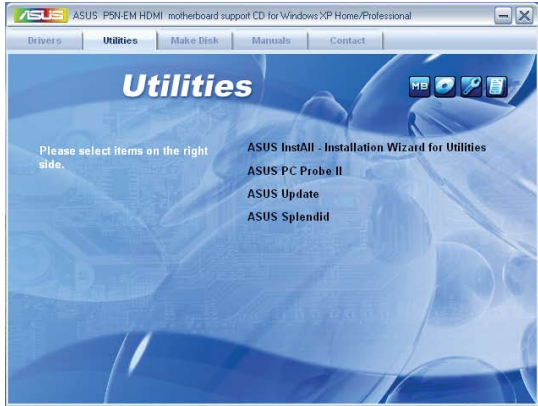 ASUS ASUS P5N-EM HDMI motherboard support CD for Windows XP Home/Professional
Drivers Utilities Make Disk Manuals Contact
Utilities
MB
Please select items on the right
side.
ASUS InstAll - Installation Wizard for Utilities
ASUS PC Probe II
ASUS Update
ASUS Splendid